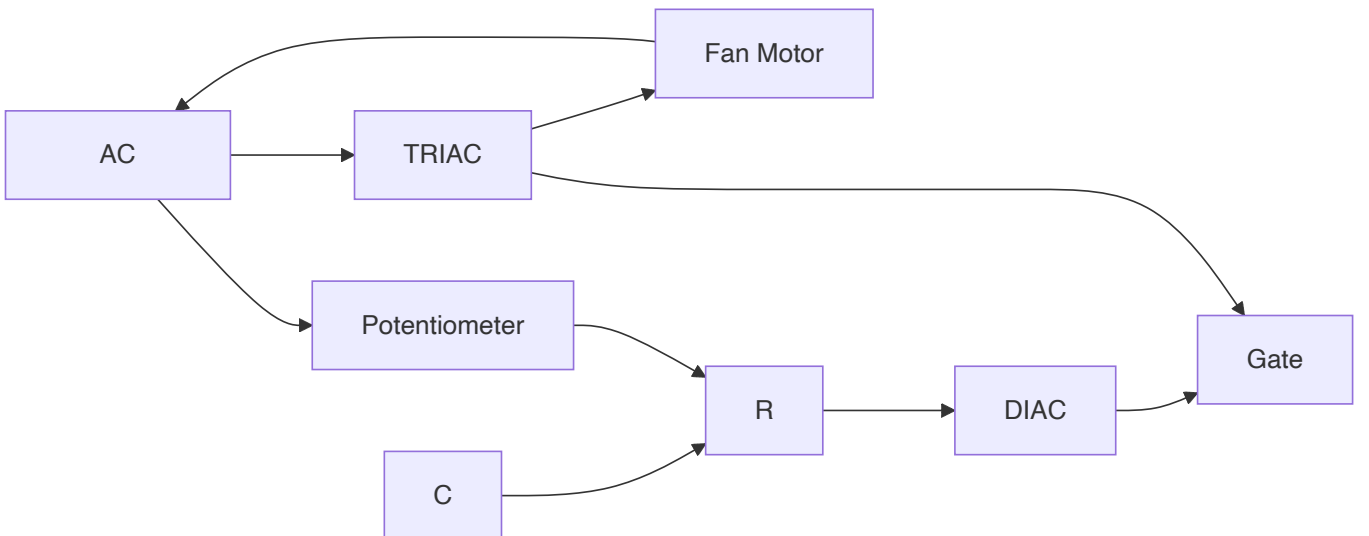 Fan Motor
AC
TRIAC
Potentiometer
Gate
R
DIAC
C